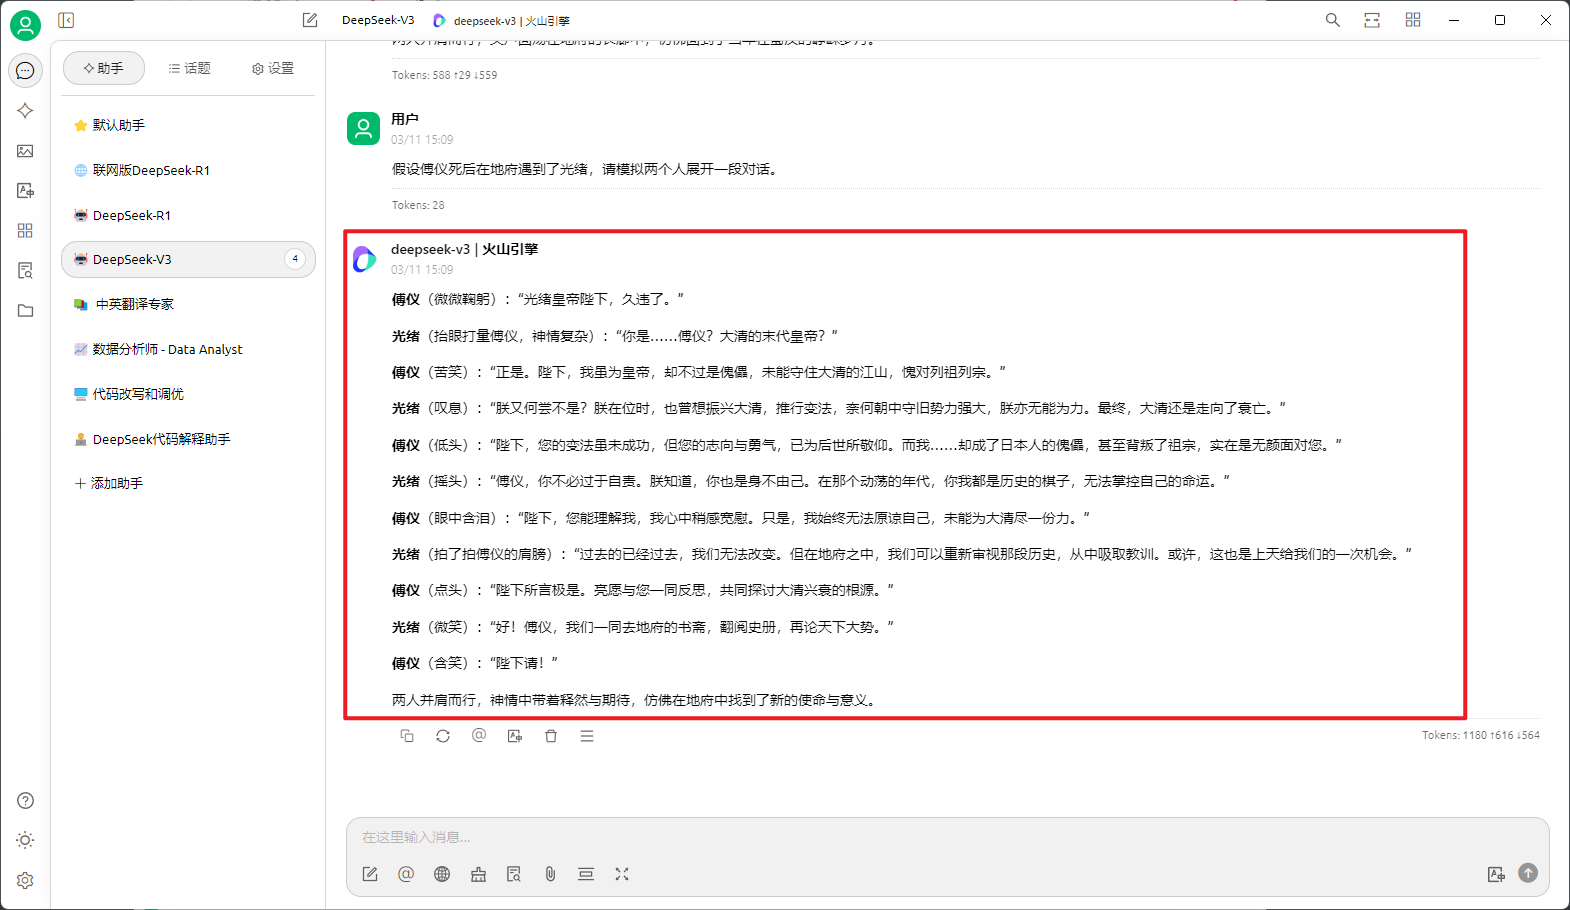 DeepSeek-V3
deepseek-v3 | 火山引擎
助手
话题
设置
默认助手
联网版DeepSeek-R1
DeepSeek-R1
DeepSeek-V3
4
中英翻译专家
数据分析师 - Data Analyst
代码改写和调优
DeepSeek代码解释助手
添加助手
Tokens: 588 ↑29 ↓559
用户
03/11 15:09
假设傅仪死后在地府遇到了光绪，请模拟两个人展开一段对话。
Tokens: 28
deepseek-v3 | 火山引擎
03/11 15:09
傅仪（微微鞠躬）：“光绪皇帝陛下，久违了。”
光绪（抬眼打量傅仪，神情复杂）：“你是……傅仪？大清的末代皇帝？”
傅仪（苦笑）：“正是。陛下，我虽为皇帝，却不过是傀儡，未能守住大清的江山，愧对列祖列宗。”
光绪（叹息）：“朕又何尝不是？朕在位时，也曾想振兴大清，推行变法，奈何朝中守旧势力强大，朕亦无能为力。最终，大清还是走向了衰亡。”
傅仪（低头）：“陛下，您的变法虽未成功，但您的志向与勇气，已为后世所敬仰。而我……却成了日本人的傀儡，甚至背叛了祖宗，实在是无颜面对您。”
光绪（摇头）：“傅仪，你不必过于自责。朕知道，你也是身不由己。在那个动荡的年代，你我都是历史的棋子，无法掌控自己的命运。”
傅仪（眼中含泪）：“陛下，您能理解我，我心中稍感宽慰。只是，我始终无法原谅自己，未能为大清尽一份力。”
光绪（拍了拍傅仪的肩膀）：“过去的已经过去，我们无法改变。但在地府之中，我们可以重新审视那段历史，从中吸取教训。或许，这也是上天给我们的一次机会。”
傅仪（点头）：“陛下所言极是。亮愿与您一同反思，共同探讨大清兴衰的根源。”
光绪（微笑）：“好！傅仪，我们一同去地府的书斋，翻阅史册，再论天下大势。”
傅仪（含笑）：“陛下请！”
两人并肩而行，神情中带着释然与期待，仿佛在地府中找到了新的使命与意义。
Tokens: 1180 ↑616 ↓564
在这里输入消息...